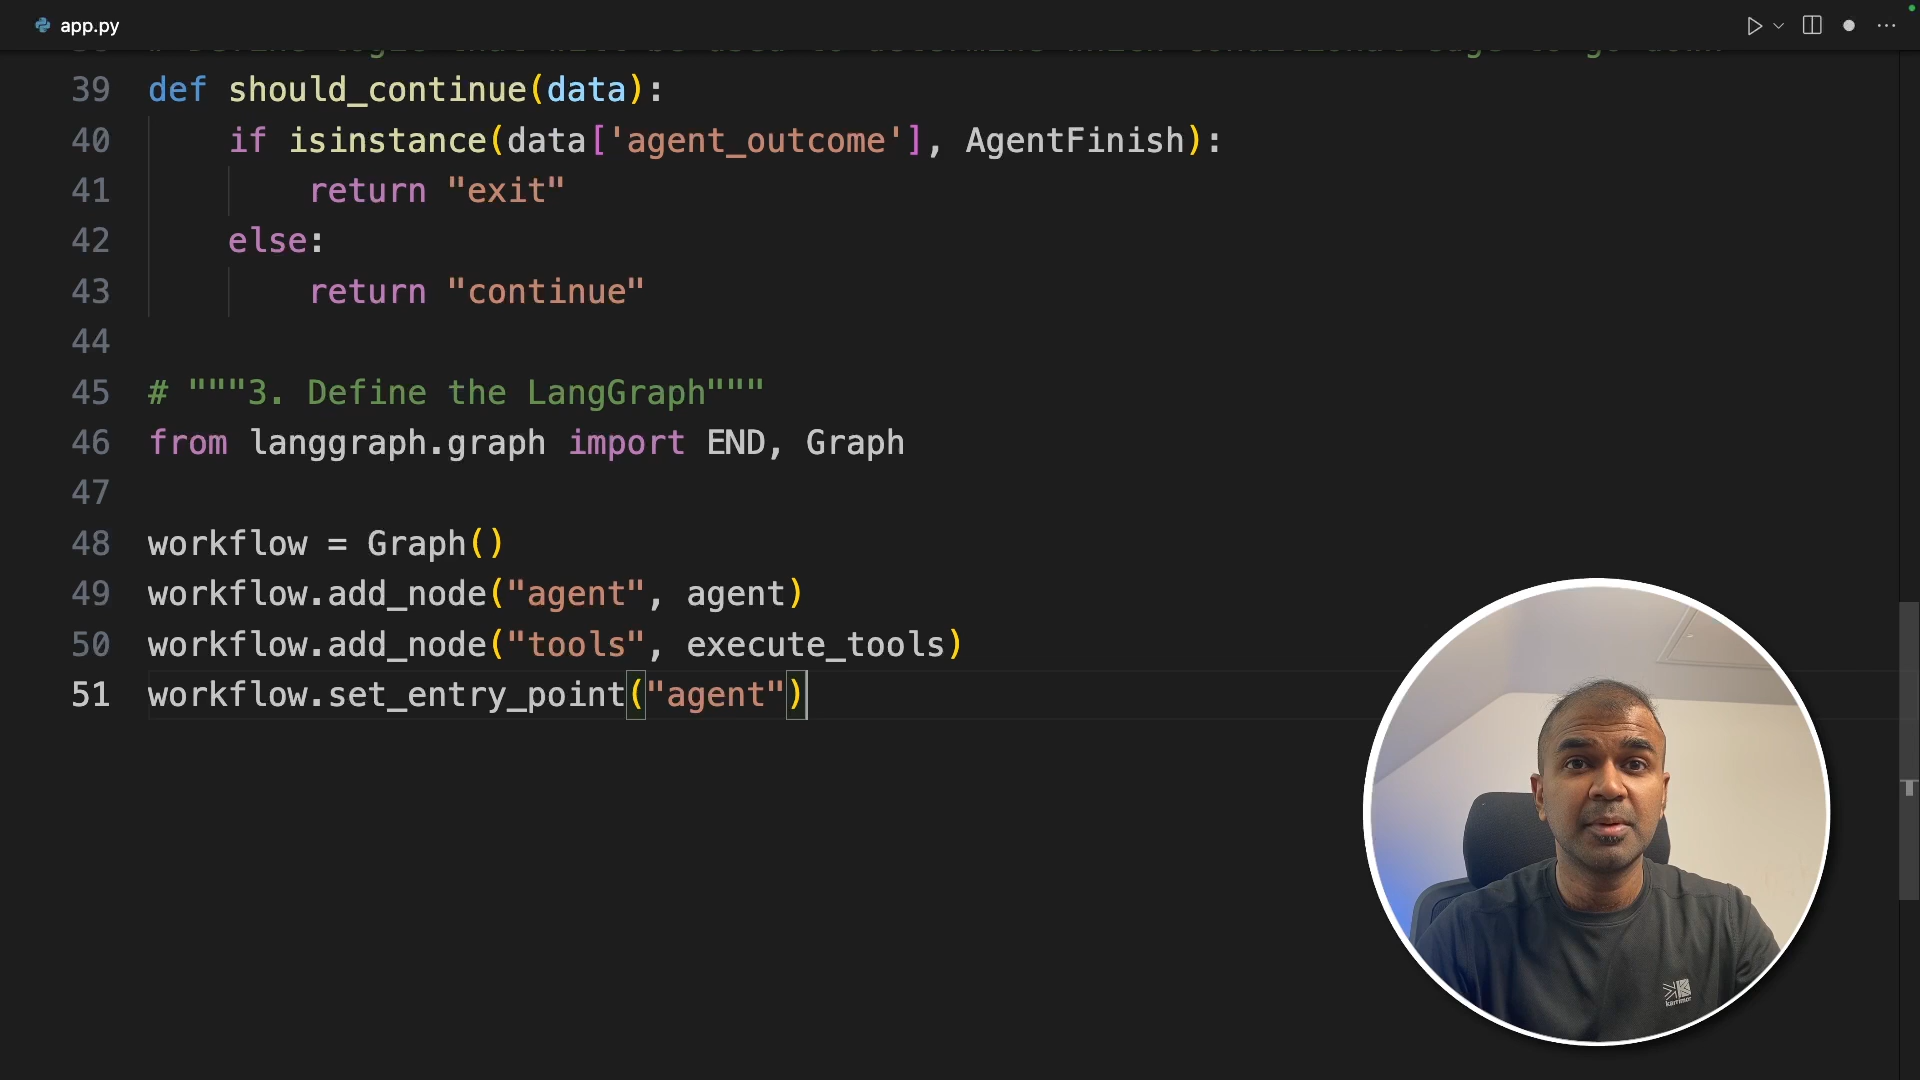 app.py
39 def should_continue(data):
40 if isinstance(data['agent_outcome'], AgentFinish):
41 return "exit"
42 else:
43 return "continue"
44
45 # """3. Define the LangGraph"""
46 from langgraph.graph import END, Graph
47
48 workflow = Graph()
49 workflow.add_node("agent", agent)
50 workflow.add_node("tools", execute_tools)
51 workflow.set_entry_point("agent")
karrimor